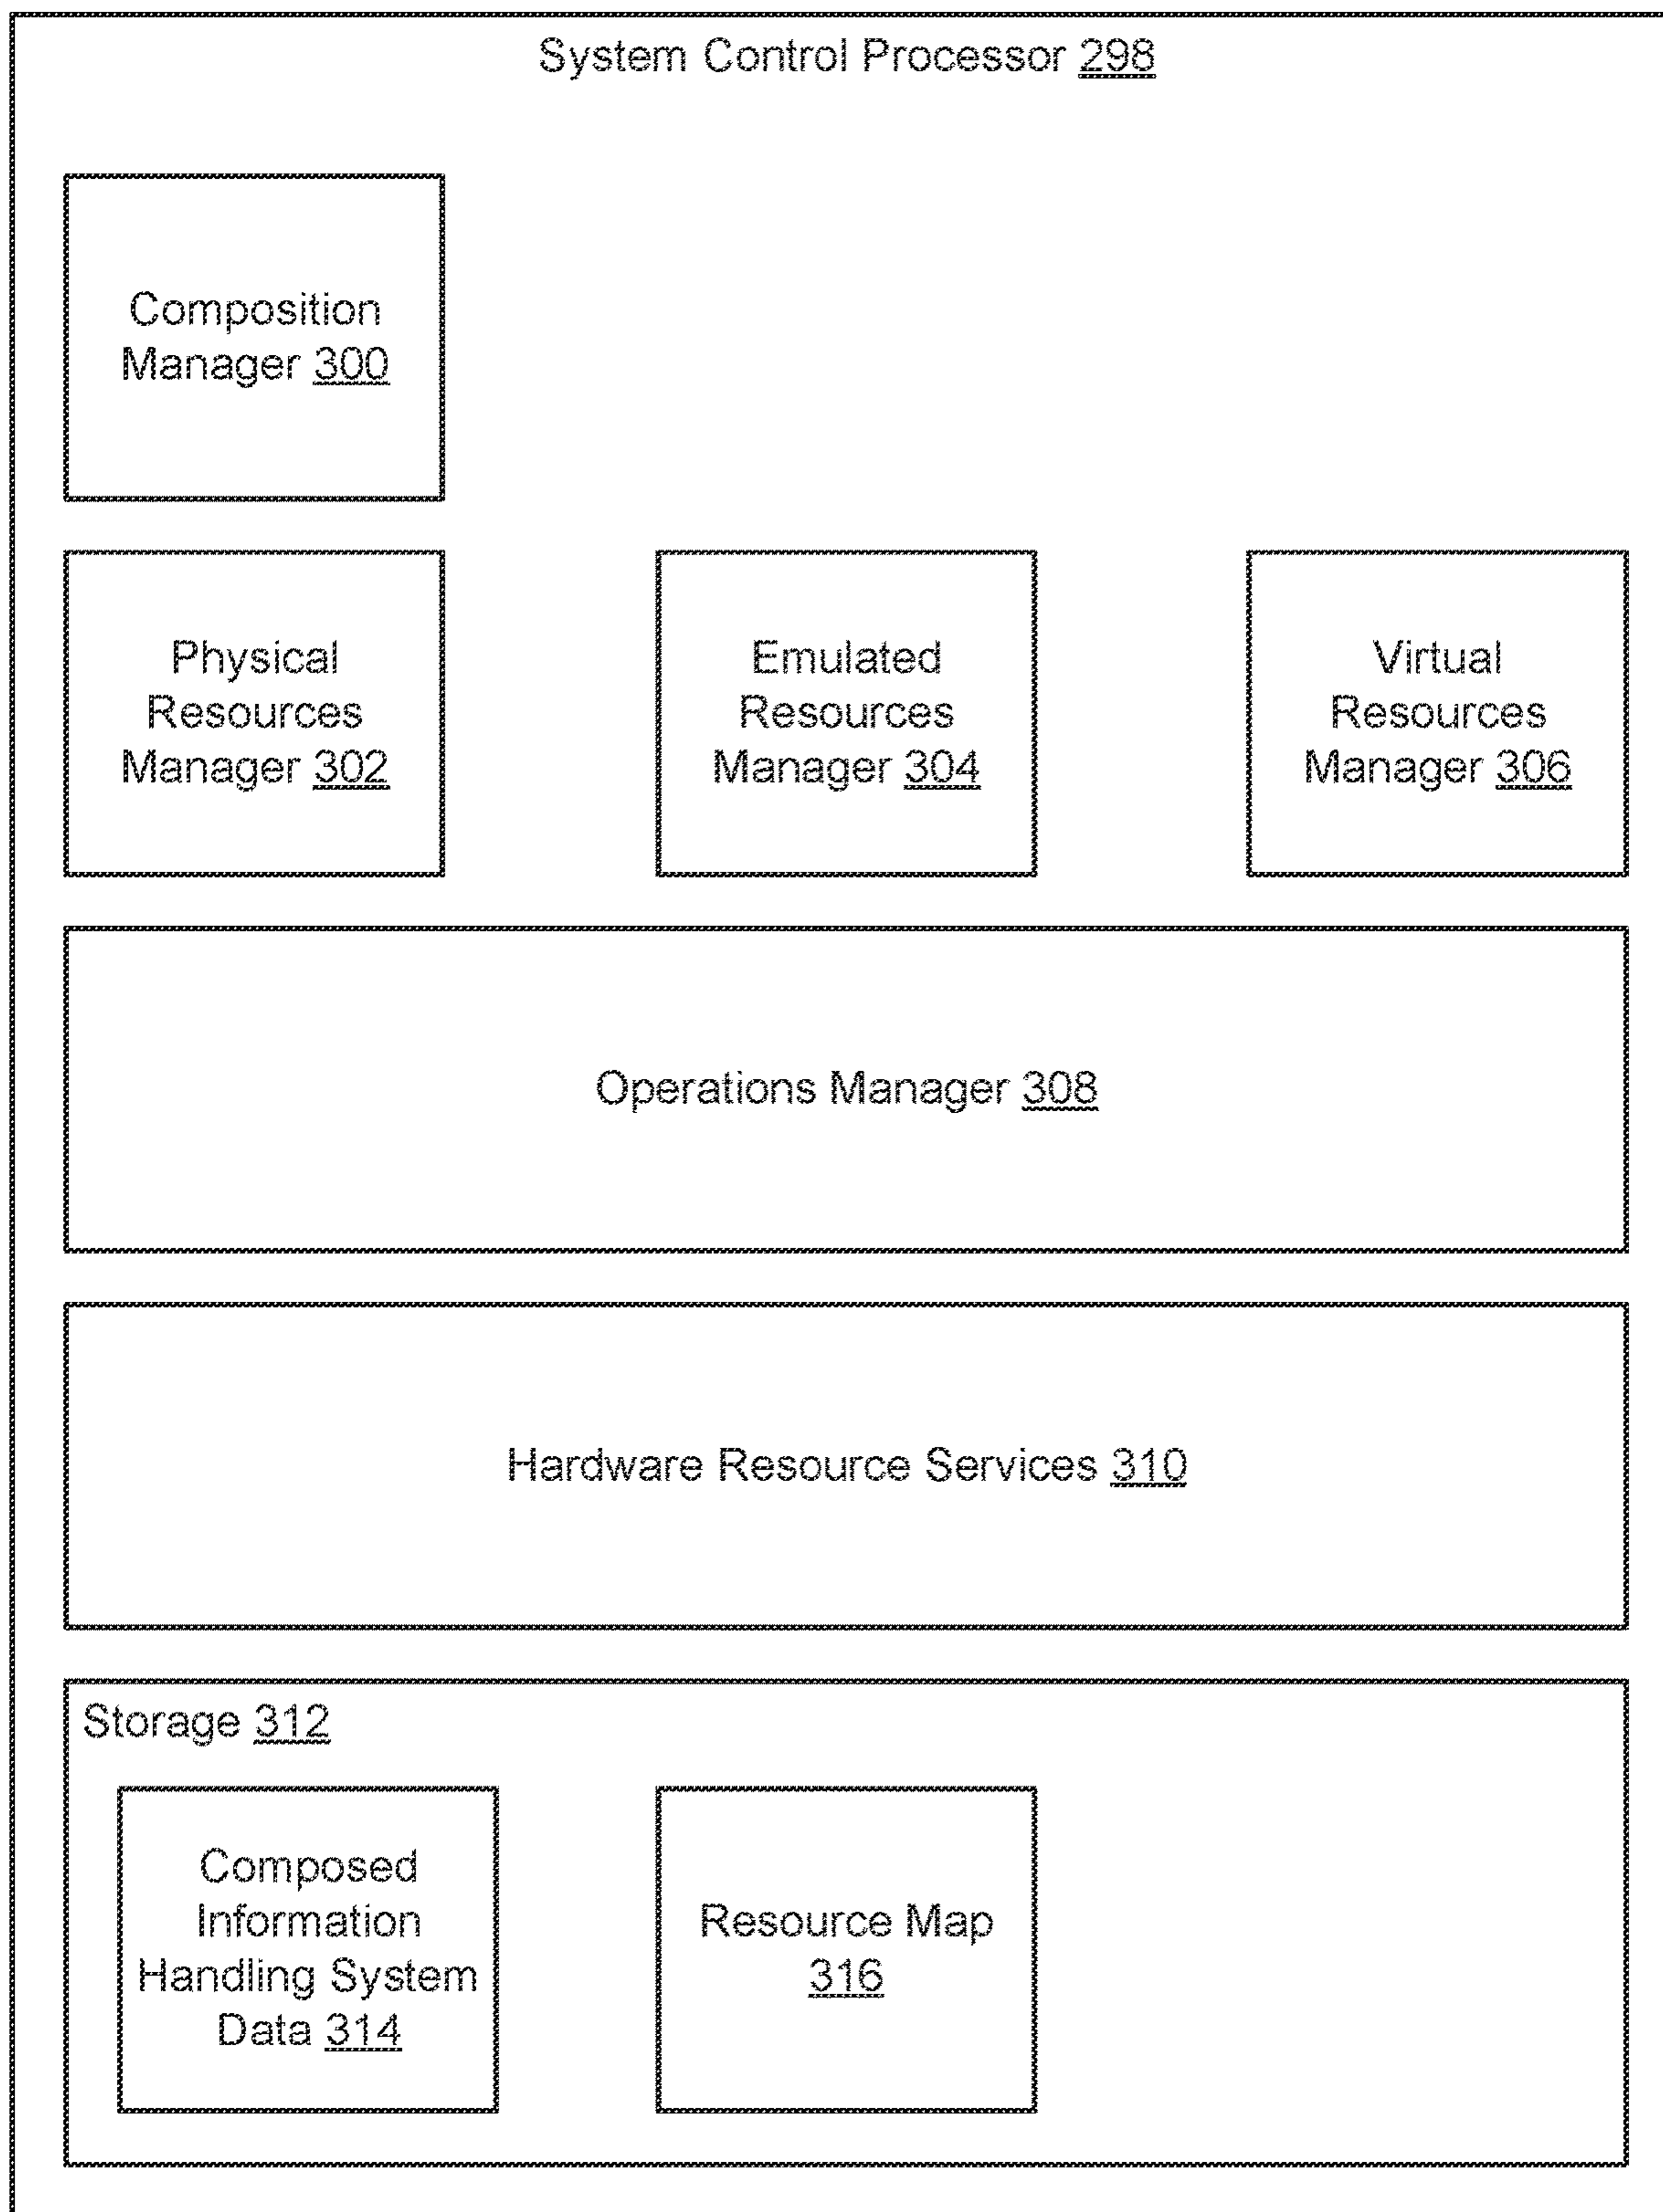 System Control Processor 298
Composition
Manager 300
Physical
Resources
Manager 302
Emulated
Resources
Manager 304
Virtual
Resources
Manager 306
Operations Manager 308
Hardware Resource Services 310
Storage 312
Composed
Information
Handling System
Data 314
Resource Map
316